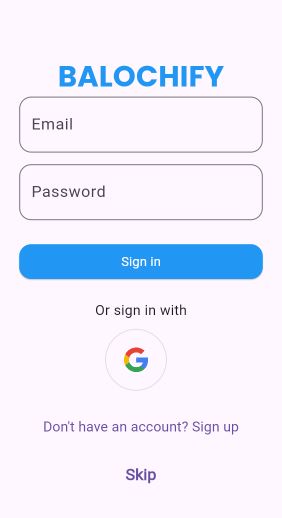 BALOCHIFY
Email
Password
Sign in
Or sign in with
Don't have an account? Sign up
Skip